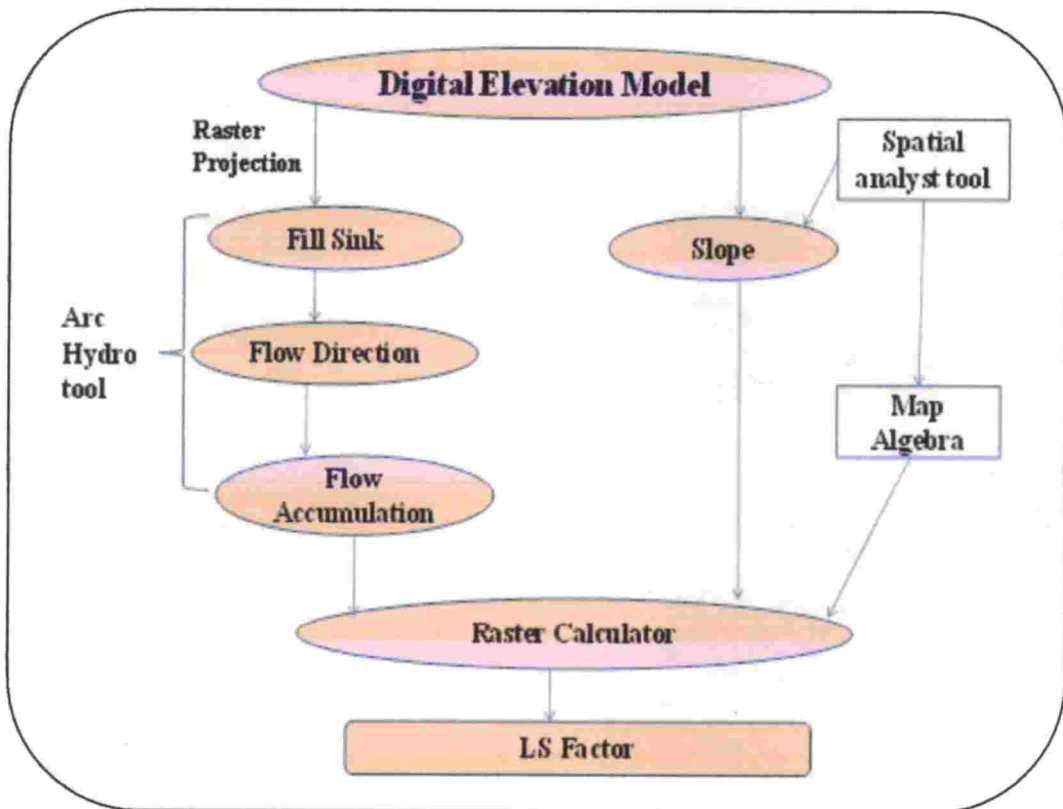 Digital Elevation Model
Raster
Projection
Spatial
analyst tool
Fill Sink
Slope
Arc
Hydro
tool
Flow Direction
Map
Algebra
Flow
Accumulation
Raster Calculator
LS Factor